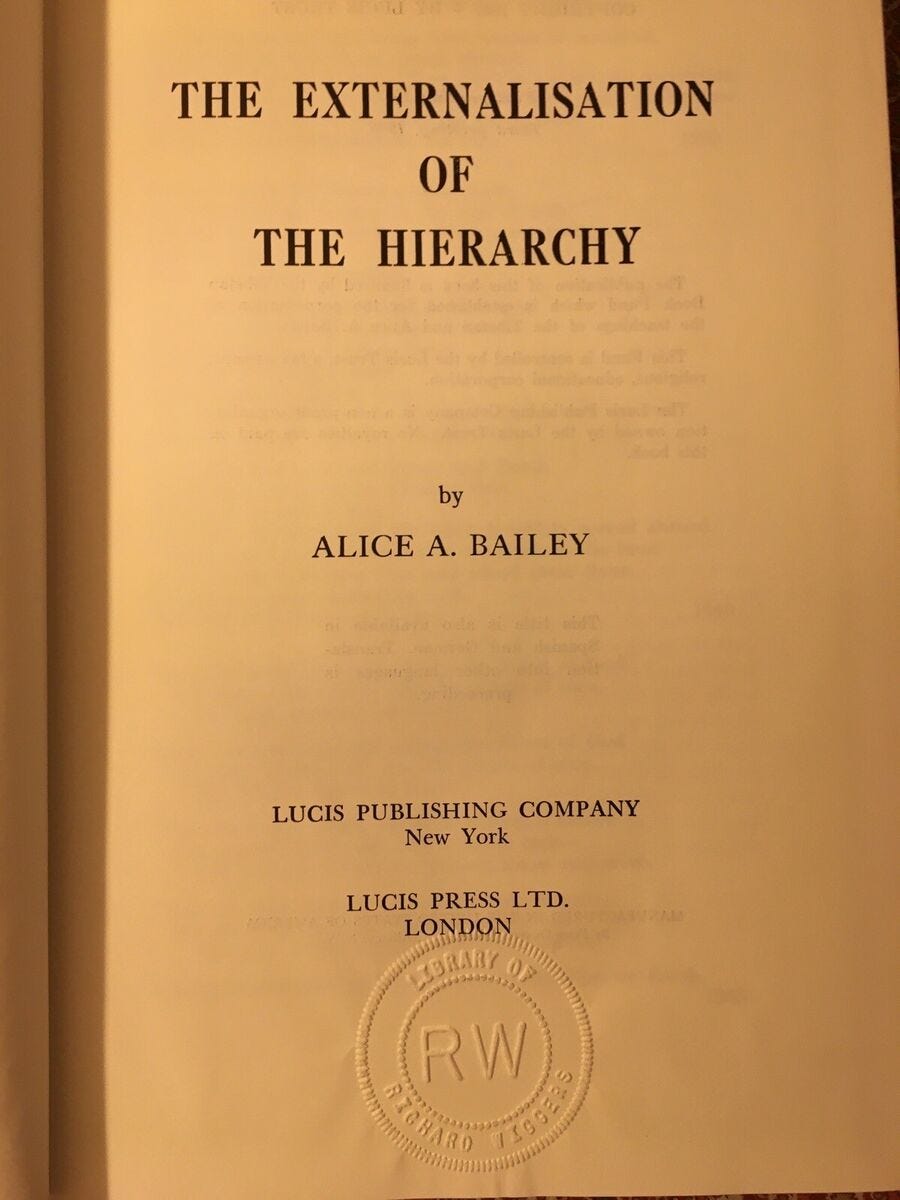 THE EXTERNALISATION
OF
THE HIERARCHY
by
ALICE A. BAILEY
LUCIS PUBLISHING COMPANY
New York
LUCIS PRESS LTD.
LONDON
LIBRARY OF
RW
RICHARD WIGGERS